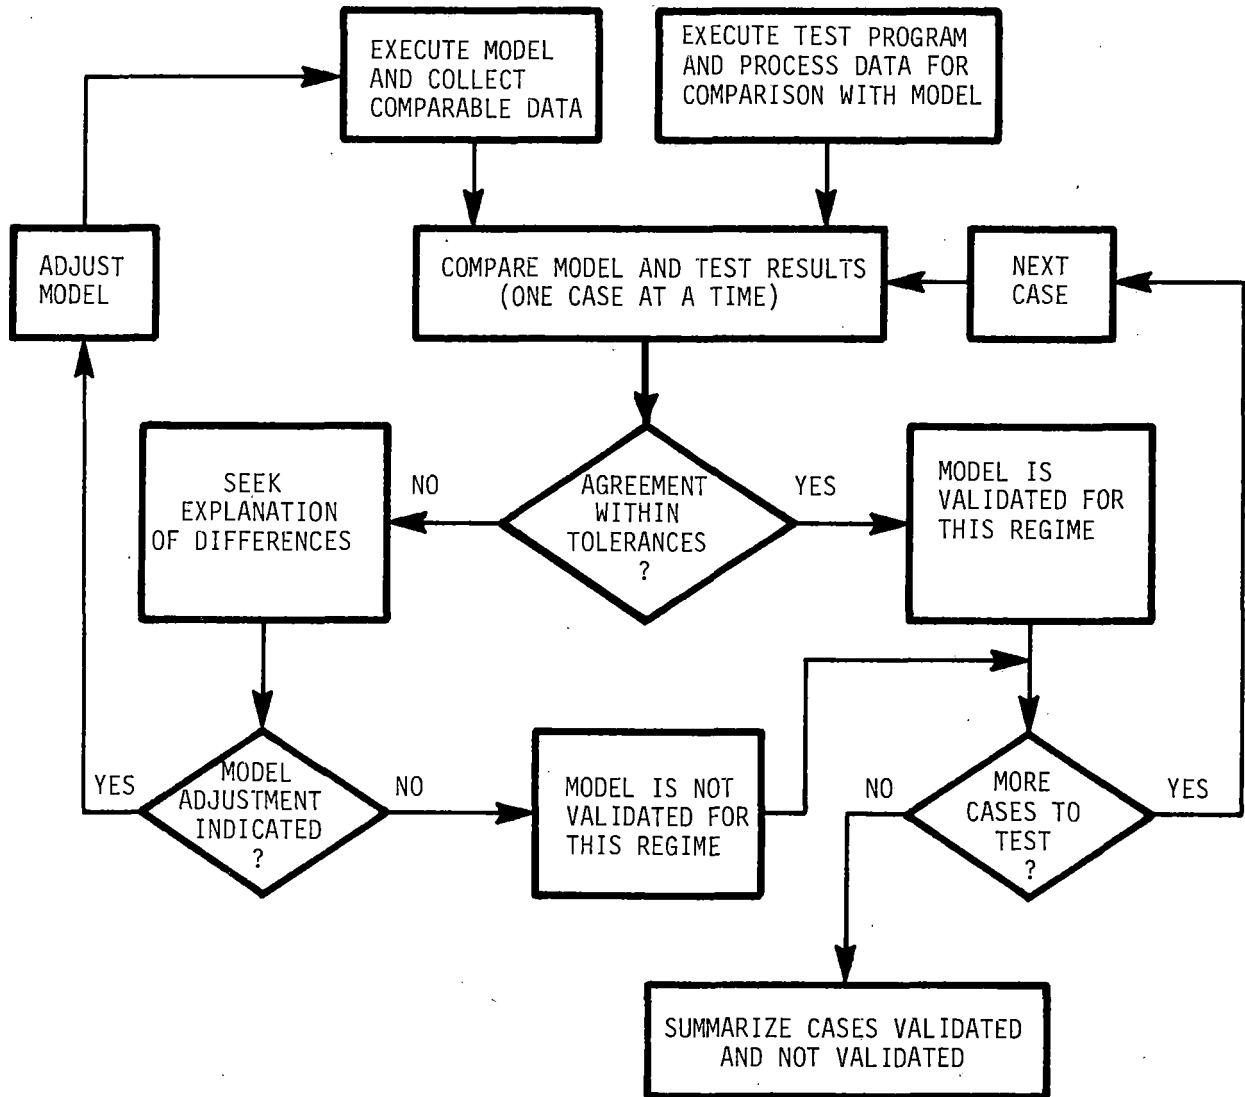 EXECUTE MODEL
AND COLLECT
COMPARABLE DATA
EXECUTE TEST PROGRAM
AND PROCESS DATA FOR
COMPARISON WITH MODEL
ADJUST
MODEL
COMPARE MODEL AND TEST RESULTS
(ONE CASE AT A TIME)
NEXT
CASE
SEEK
EXPLANATION
OF DIFFERENCES
NO
AGREEMENT
WITHIN
TOLERANCES
?
YES
MODEL IS
VALIDATED FOR
THIS REGIME
YES
MODEL
ADJUSTMENT
INDICATED
?
NO
MODEL IS NOT
VALIDATED FOR
THIS REGIME
NO
MORE
CASES TO
TEST
?
YES
SUMMARIZE CASES VALIDATED
AND NOT VALIDATED